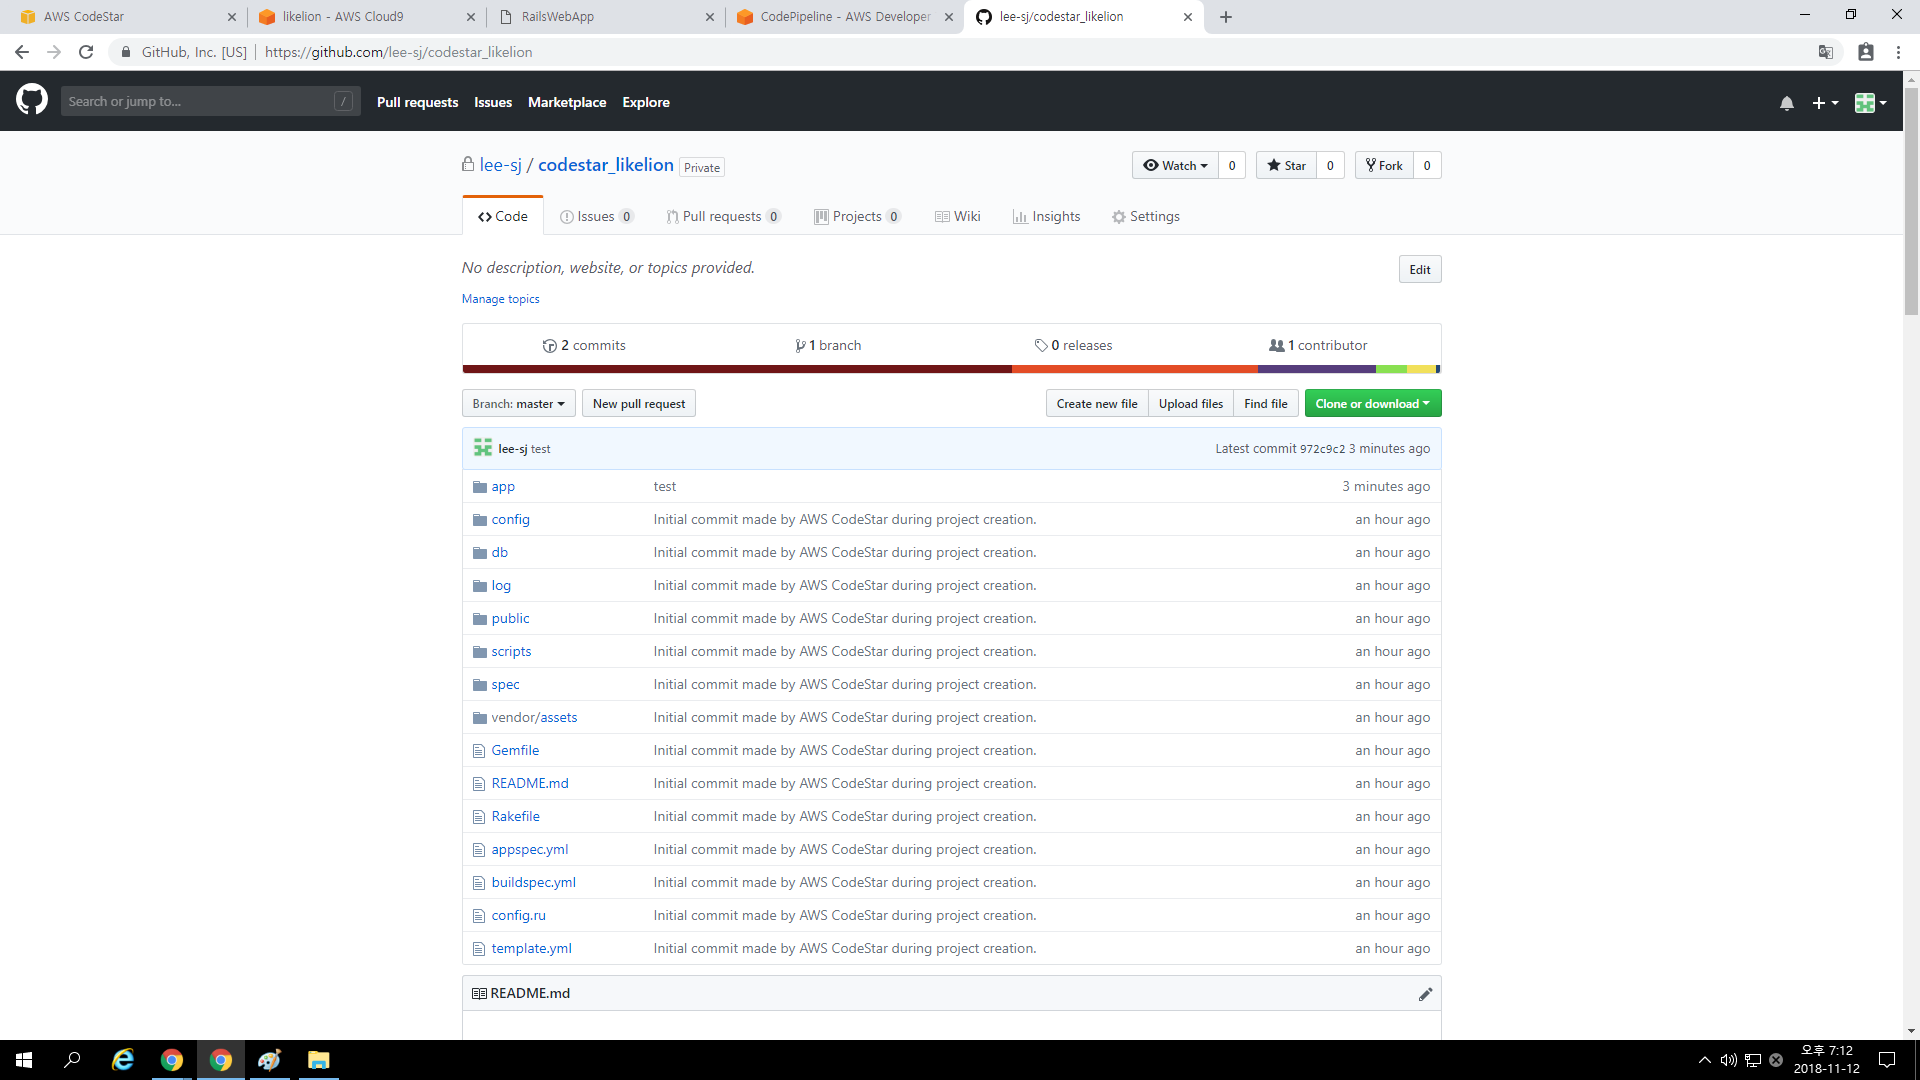 AWS CodeStar
likelion - AWS Cloud9
RailsWebApp
CodePipeline - AWS Developer
lee-sj/codestar_likelion
GitHub, Inc. [US] | https://github.com/lee-sj/codestar_likelion
Search or jump to... /
Pull requests Issues Marketplace Explore
lee-sj / codestar_likelion Private
Watch 0 Star 0 Fork 0
Code Issues 0 Pull requests 0 Projects 0 Wiki Insights Settings
No description, website, or topics provided.
Edit
Manage topics
2 commits 1 branch 0 releases 1 contributor
Branch: master New pull request Create new file Upload files Find file Clone or download
lee-sj test Latest commit 972c9c2 3 minutes ago
app test 3 minutes ago
config Initial commit made by AWS CodeStar during project creation. an hour ago
db Initial commit made by AWS CodeStar during project creation. an hour ago
log Initial commit made by AWS CodeStar during project creation. an hour ago
public Initial commit made by AWS CodeStar during project creation. an hour ago
scripts Initial commit made by AWS CodeStar during project creation. an hour ago
spec Initial commit made by AWS CodeStar during project creation. an hour ago
vendor/assets Initial commit made by AWS CodeStar during project creation. an hour ago
Gemfile Initial commit made by AWS CodeStar during project creation. an hour ago
README.md Initial commit made by AWS CodeStar during project creation. an hour ago
Rakefile Initial commit made by AWS CodeStar during project creation. an hour ago
appspec.yml Initial commit made by AWS CodeStar during project creation. an hour ago
buildspec.yml Initial commit made by AWS CodeStar during project creation. an hour ago
config.ru Initial commit made by AWS CodeStar during project creation. an hour ago
template.yml Initial commit made by AWS CodeStar during project creation. an hour ago
README.md
오후 7:12
2018-11-12